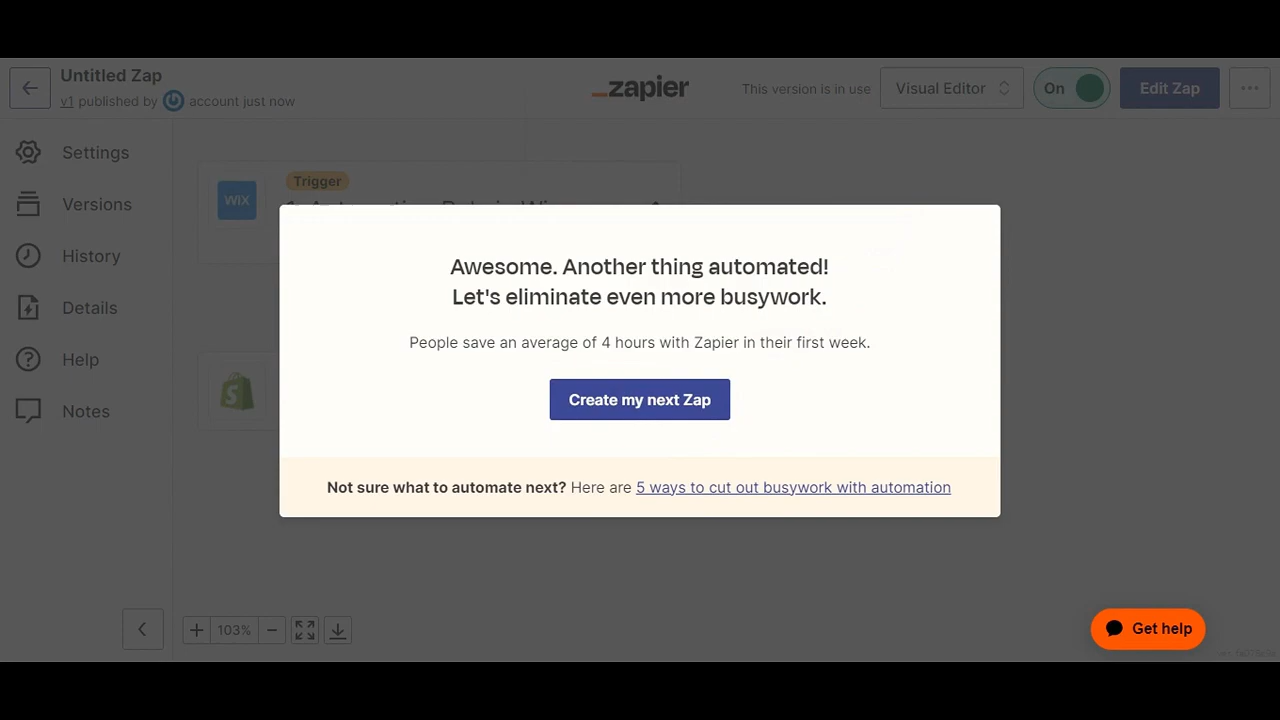 Untitled Zap
v1 published by account just now
zapier
This version is in use
Visual Editor
On
Edit Zap
Settings
Versions
History
Details
Help
Notes
WIX
Trigger
Awesome. Another thing automated!
Let's eliminate even more busywork.
People save an average of 4 hours with Zapier in their first week.
Create my next Zap
Not sure what to automate next? Here are 5 ways to cut out busywork with automation
103%
Get help